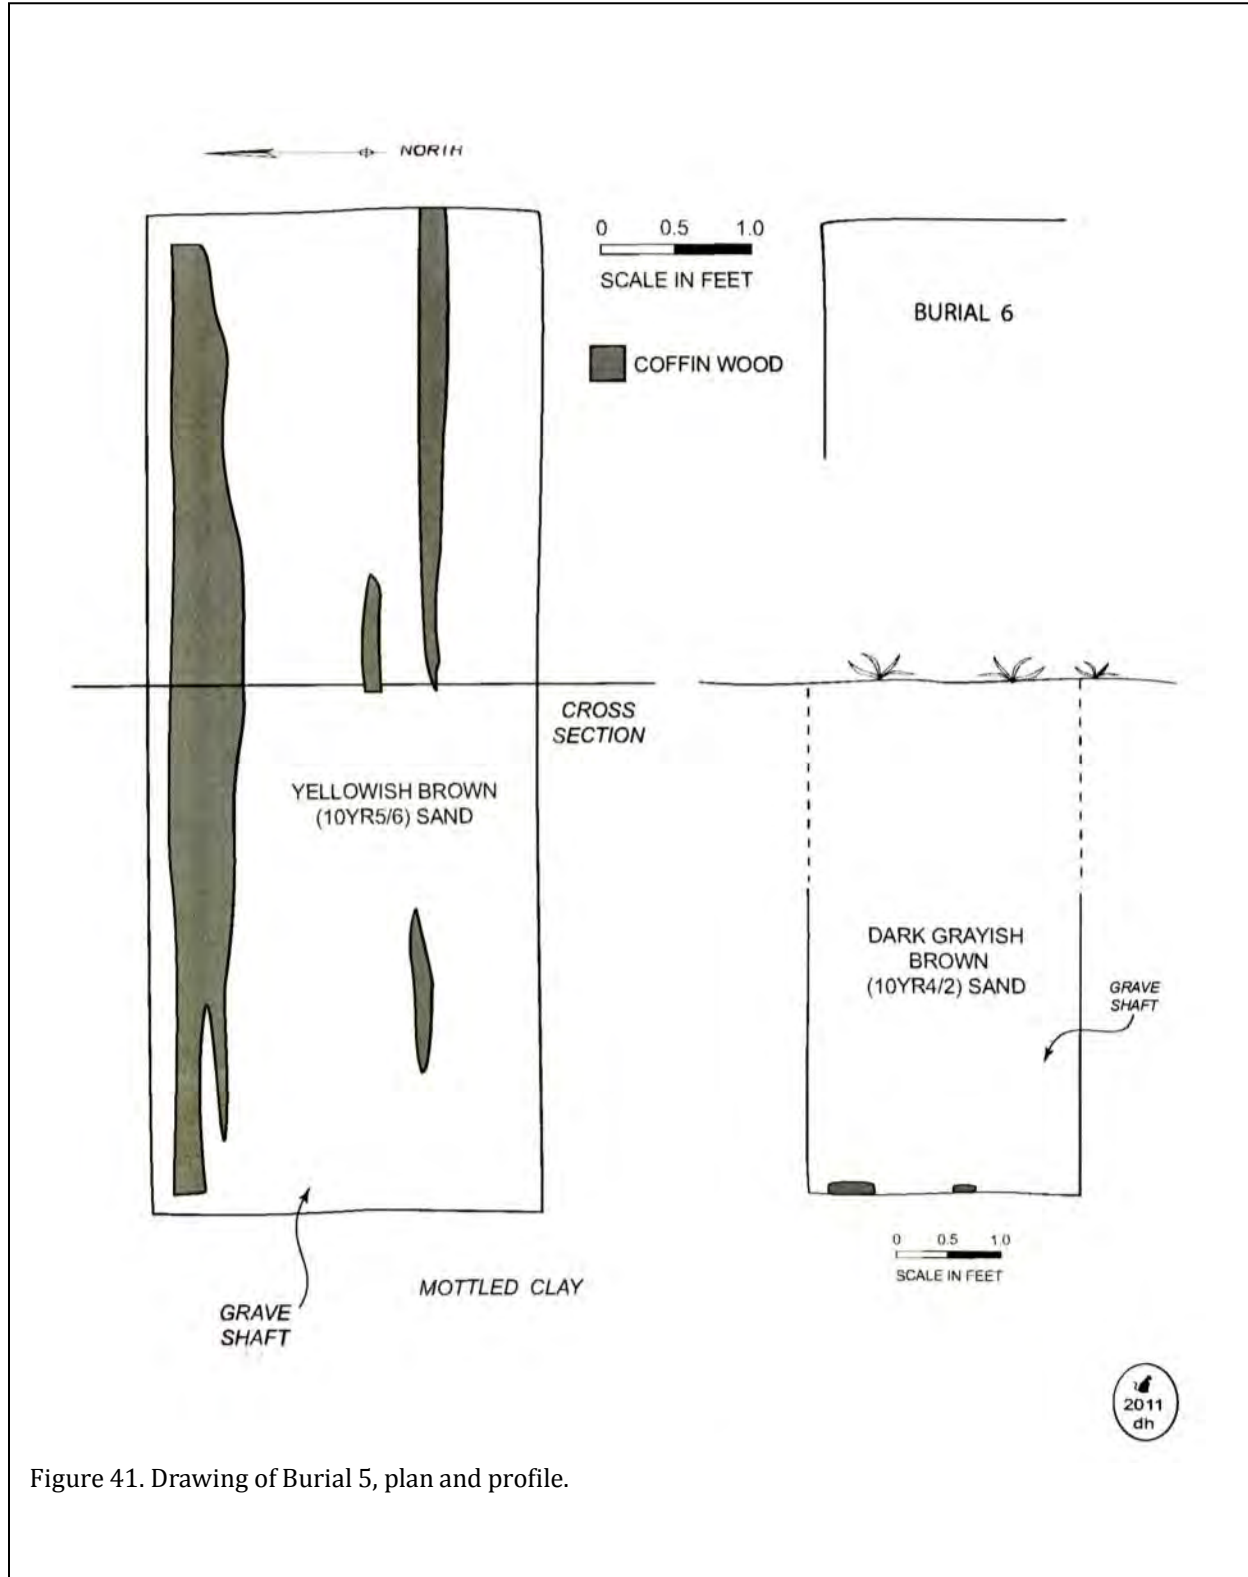 NORTH
0 0.5 1.0
SCALE IN FEET
COFFIN WOOD
BURIAL 6
CROSS
SECTION
YELLOWISH BROWN
(10YR5/6) SAND
DARK GRAYISH
BROWN
(10YR4/2) SAND
GRAVE
SHAFT
0 0.5 1.0
SCALE IN FEET
MOTTLED CLAY
GRAVE
SHAFT
2011
dh
Figure 41. Drawing of Burial 5, plan and profile.